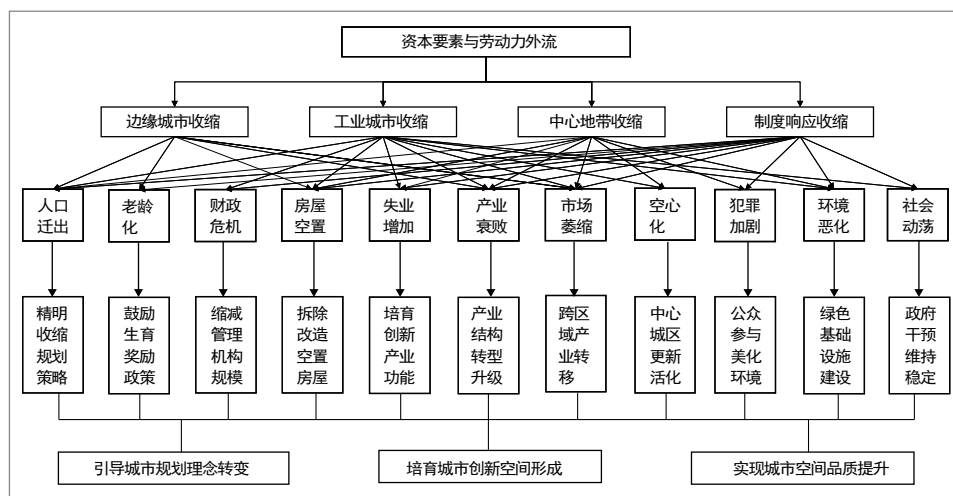 资本要素与劳动力外流
边缘城市收缩
工业城市收缩
中心地带收缩
制度响应收缩
人口
迁出
老龄
化
财政
危机
房屋
空置
失业
增加
产业
衰败
市场
萎缩
空心
化
犯罪
加剧
环境
恶化
社会
动荡
精明
收缩
规划
策略
鼓励
生育
奖励
政策
缩减
管理
机构
规模
拆除
改造
空置
房屋
培育
创新
产业
功能
产业
结构
转型
升级
跨区
域产
业转
移
中心
城区
更新
活化
公众
参与
美化
环境
绿色
基础
设施
建设
政府
干预
维持
稳定
引导城市规划理念转变
培育城市创新空间形成
实现城市空间品质提升